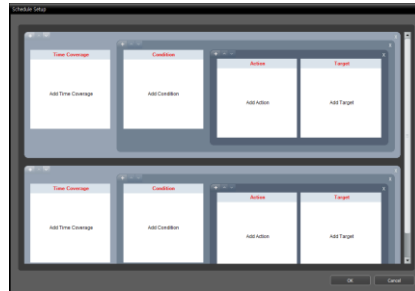 Schedule Setup
Time Coverage
Condition
Action
Target
Add Time Coverage
Add Condition
Add Action
Add Target
Time Coverage
Condition
Action
Target
Add Time Coverage
Add Condition
Add Action
Add Target
OK
Cancel